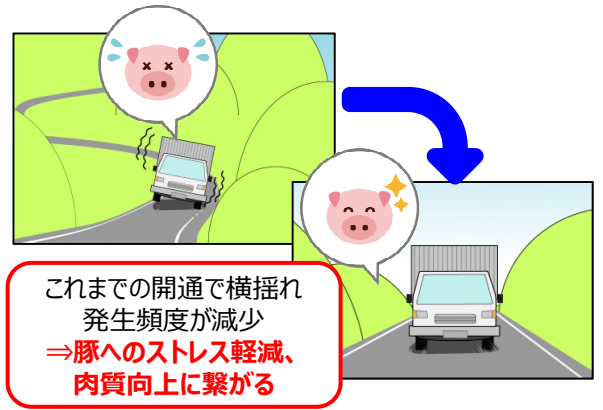 これまでの開通で横揺れ
発生頻度が減少
⇒豚へのストレス軽減、
肉質向上に繋がる